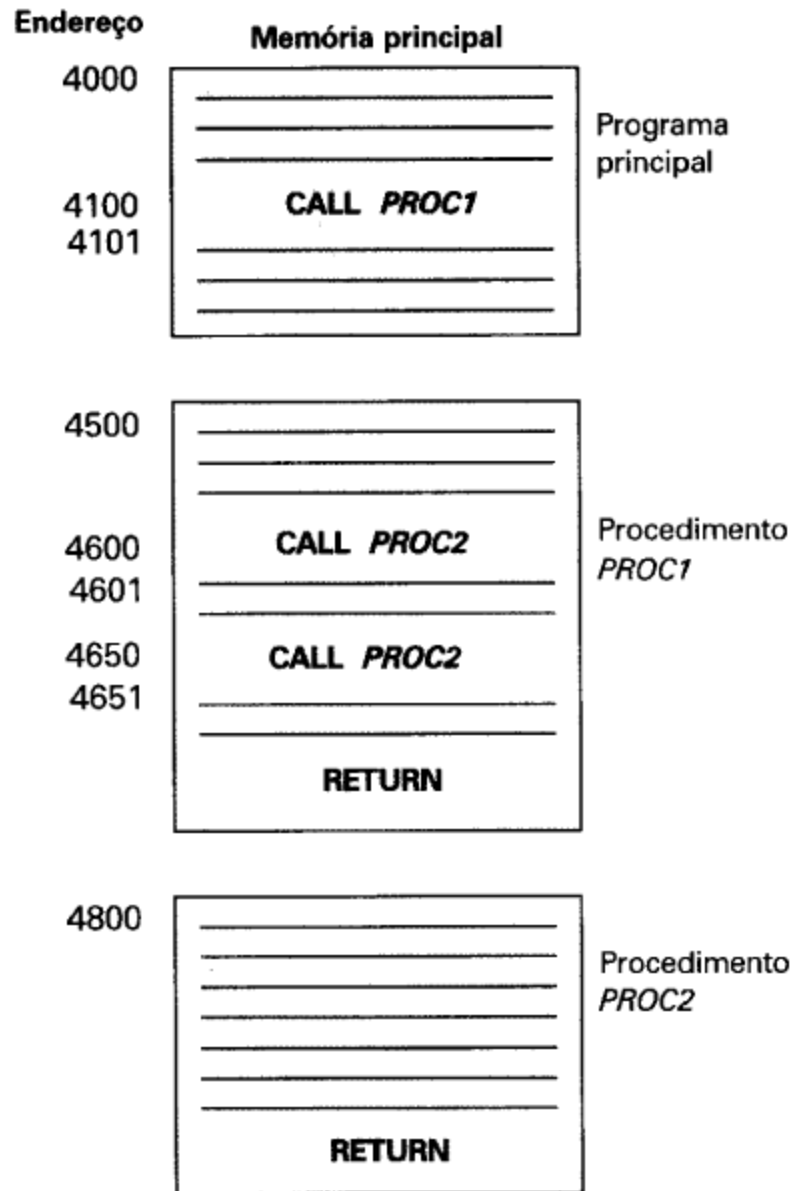 Endereço
Memória principal
4000
Programa
principal
4100
CALL PROC1
4101
4500
4600
CALL PROC2
Procedimento
PROC1
4601
4650
CALL PROC2
4651
RETURN
4800
Procedimento
PROC2
RETURN